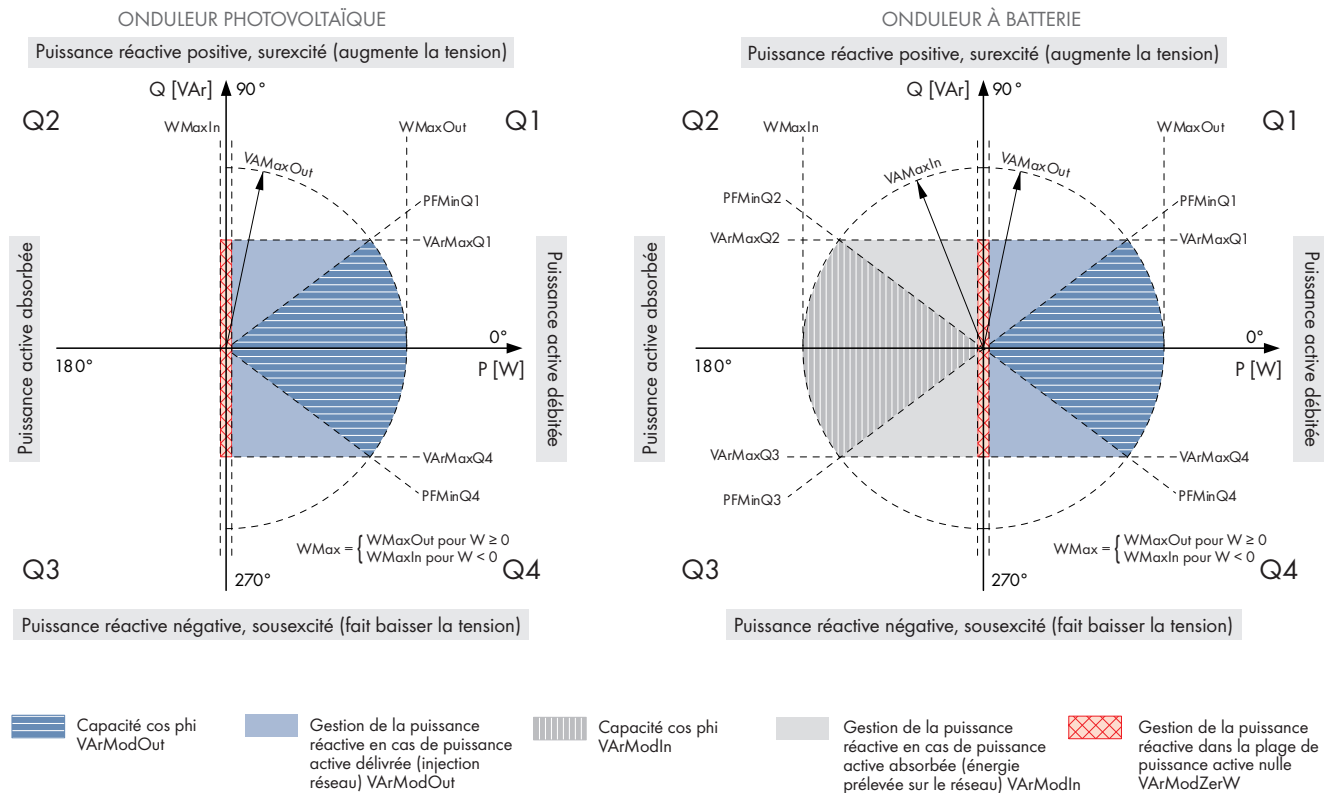 ONDULEUR PHOTOVOLTAÏQUE
Puissance réactive positive, surexcité (augmente la tension)
Q [VAr]
90°
Q2
Q1
WMaxIn
WMaxOut
VAMaxOut
PFMinQ1
VArMaxQ1
Puissance active absorbée
Puissance active débitée
180°
0°
P [W]
VArMaxQ4
PFMinQ4
WMax = { WMaxOut pour W ≥ 0
WMaxIn pour W < 0
Q3
Q4
270°
Puissance réactive négative, sousexcité (fait baisser la tension)
ONDULEUR À BATTERIE
Puissance réactive positive, surexcité (augmente la tension)
Q [VAr]
90°
Q2
Q1
WMaxIn
WMaxOut
VAMaxIn
VAMaxOut
PFMinQ2
PFMinQ1
VArMaxQ2
VArMaxQ1
Puissance active absorbée
Puissance active débitée
180°
0°
P [W]
VArMaxQ3
VArMaxQ4
PFMinQ3
PFMinQ4
WMax = { WMaxOut pour W ≥ 0
WMaxIn pour W < 0
Q3
Q4
270°
Puissance réactive négative, sousexcité (fait baisser la tension)
Capacité cos phi
VArModOut
Gestion de la puissance
réactive en cas de puissance
active délivrée (injection
réseau) VArModOut
Capacité cos phi
VArModIn
Gestion de la puissance
réactive en cas de puissance
active absorbée (énergie
prélevée sur le réseau) VArModIn
Gestion de la puissance
réactive dans la plage de
puissance active nulle
VArModZerW